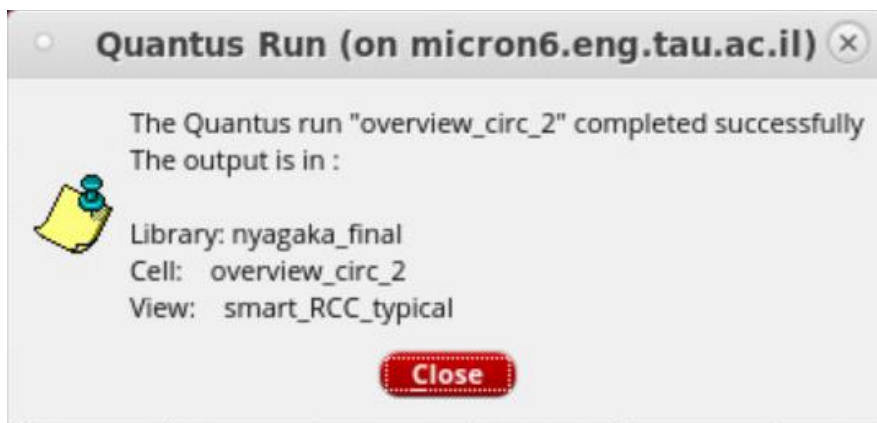 Quantus Run (on micron6.eng.tau.ac.il)
The Quantus run "overview_circ_2" completed successfully
The output is in :
Library: nyagaka_final
Cell: overview_circ_2
View: smart_RCC_typical
Close